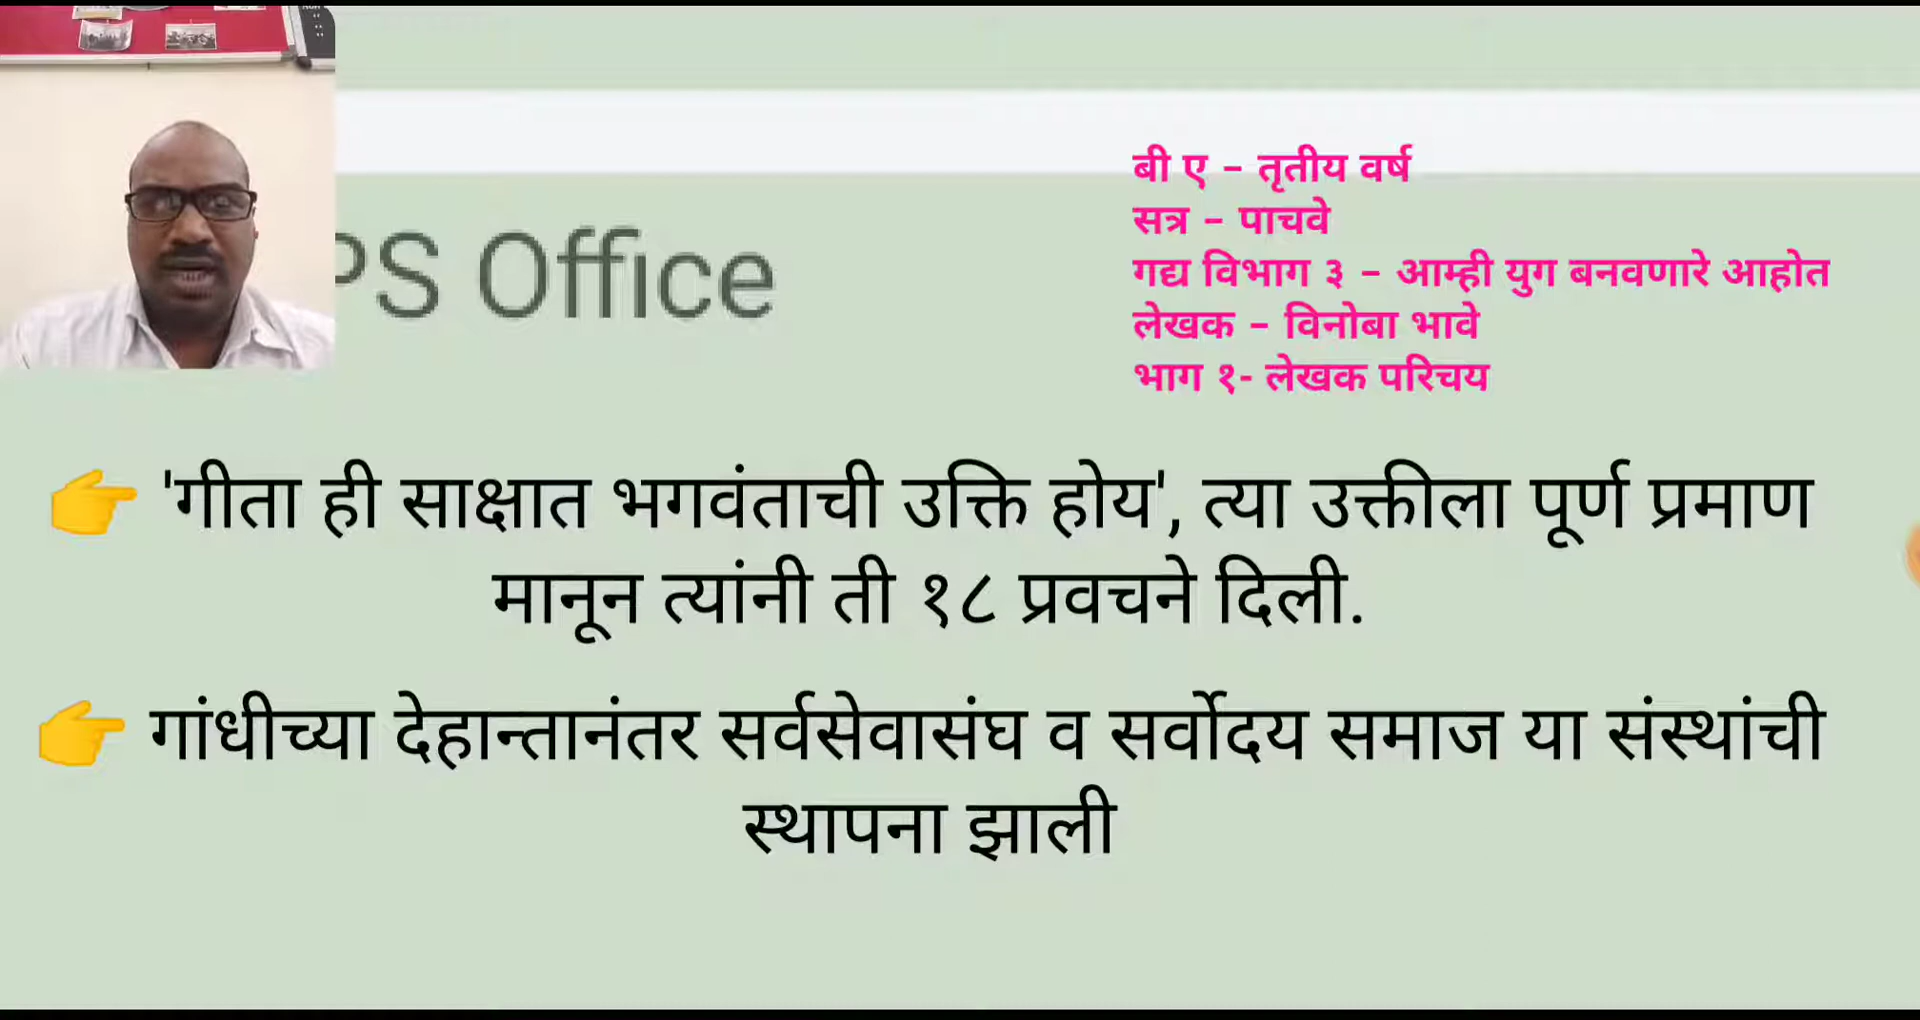 PS Office
बी ए – तृतीय वर्ष
सत्र – पाचवे
गद्य विभाग ३ – आम्ही युग बनवणारे आहोत
लेखक – विनोबा भावे
भाग १- लेखक परिचय
👉 'गीता ही साक्षात भगवंताची उक्ति होय', त्या उक्तीला पूर्ण प्रमाण
मानून त्यांनी ती १८ प्रवचने दिली.
👉 गांधीच्या देहान्तानंतर सर्वसेवासंघ व सर्वोदय समाज या संस्थांची
स्थापना झाली